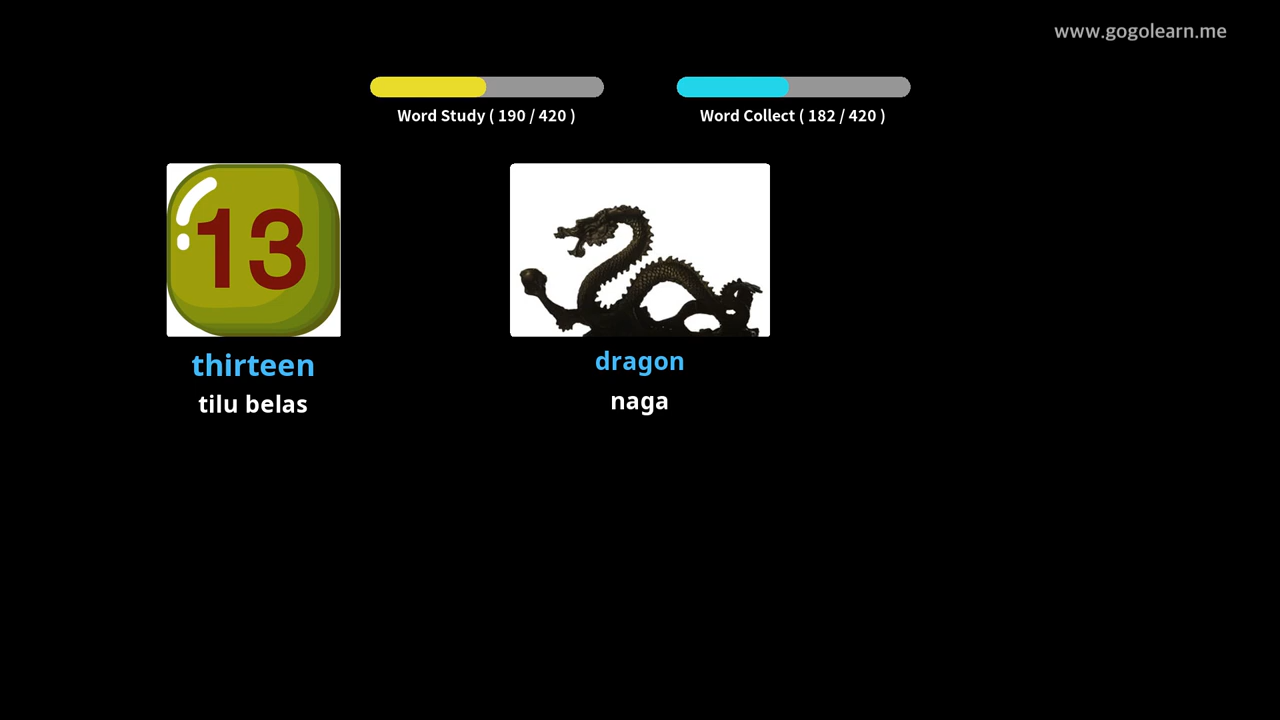 www.gogolearn.me
Word Study ( 190 / 420 )
Word Collect ( 182 / 420 )
13
thirteen
tilu belas
dragon
naga